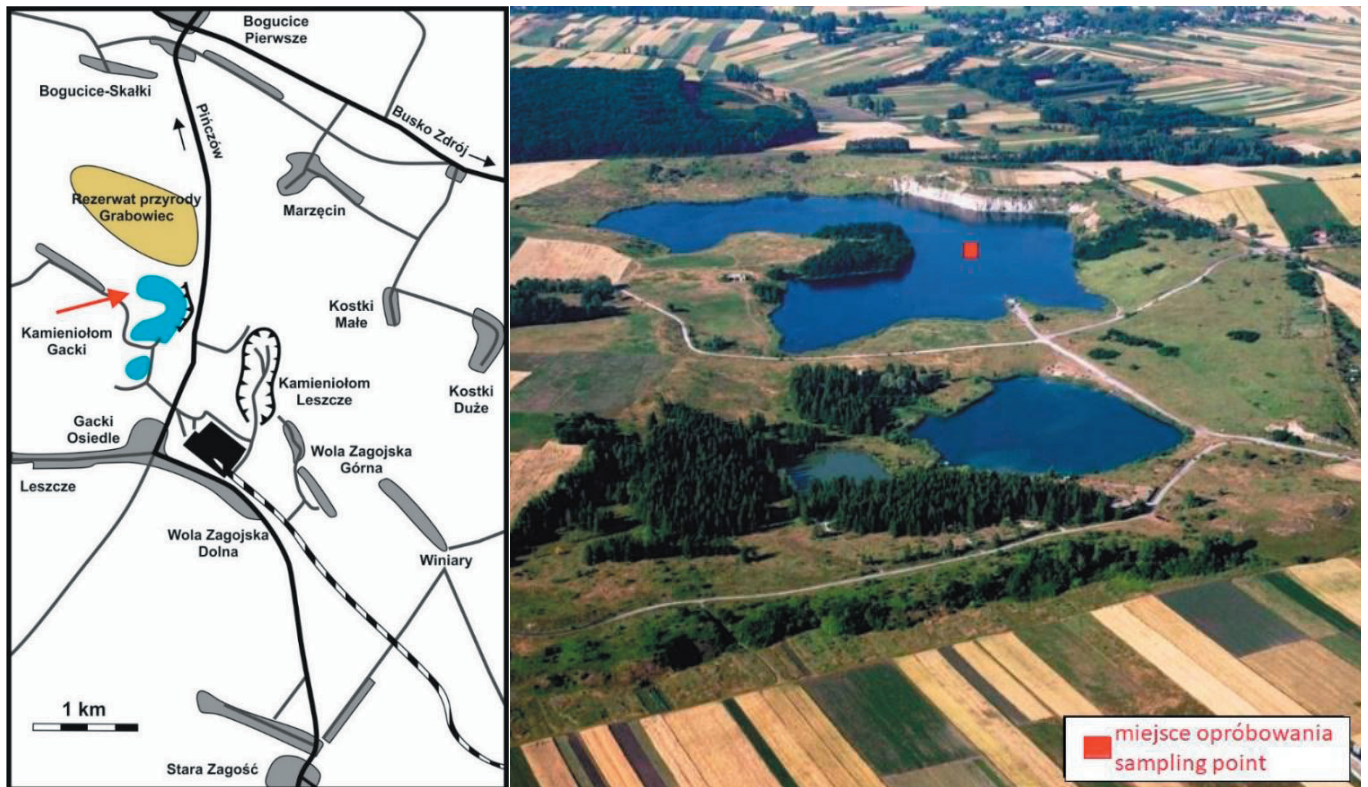 Bogucice
Pierwsze
Bogucice-Skałki
Pińczów
Busko Zdrój
Rezerwat przyrody
Grabowiec
Marzęcin
Kamieniołom
Gacki
Kostki
Małe
Kamieniołom
Leszcze
Kostki
Duże
Gacki
Osiedle
Wola Zagojska
Górna
Leszcze
Wola Zagojska
Dolna
Winiary
1 km
Stara Zagość
miejsce opróbowania
sampling point